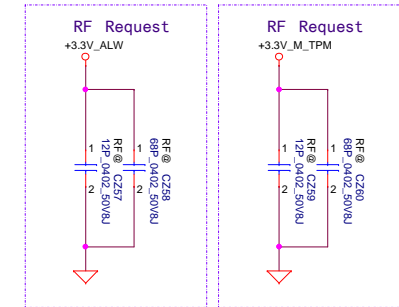 RF Request
+3.3V_ALW
1
2
RF@ CZ57
12P_0402_50V8J
1
2
RF@ CZ58
68P_0402_50V8J
RF Request
+3.3V_M_TPM
1
2
RF@ CZ59
12P_0402_50V8J
1
2
RF@ CZ60
68P_0402_50V8J